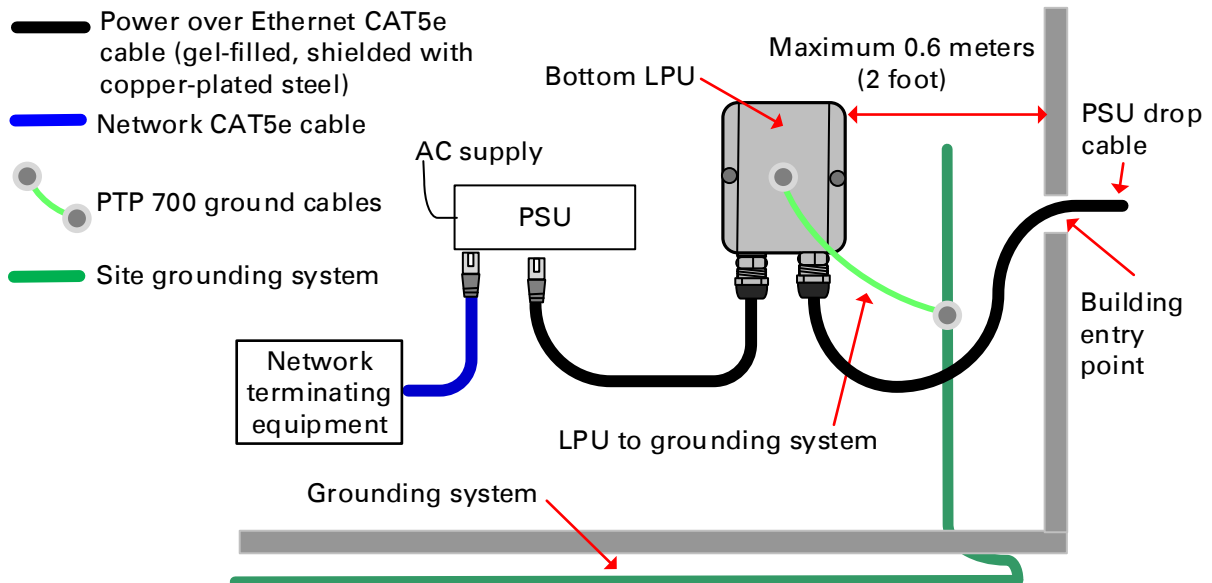 Power over Ethernet CAT5e
cable (gel-filled, shielded with
copper-plated steel)
Network CAT5e cable
PTP 700 ground cables
Site grounding system
AC supply
PSU
Network
terminating
equipment
Bottom LPU
Maximum 0.6 meters
(2 foot)
PSU drop
cable
Building
entry
point
LPU to grounding system
Grounding system